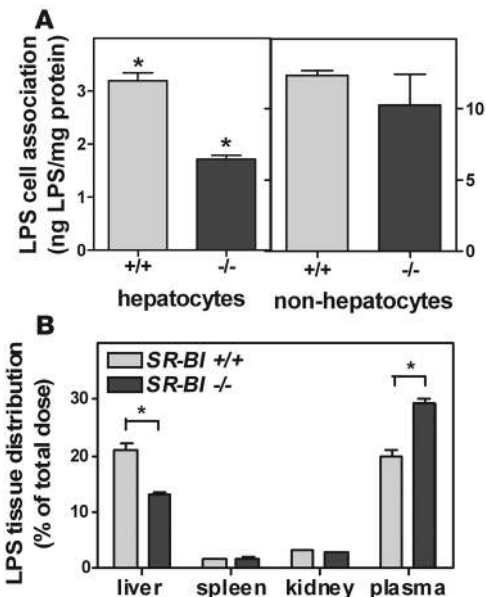 A
LPS cell association
(ng LPS/mg protein)
3
2
1
0
* *
10
5
0
+/+ -/- +/+ -/-
hepatocytes non-hepatocytes
B
LPS tissue distribution
(% of total dose)
30
20
10
0
SR-BI +/+
SR-BI -/-
* *
liver spleen kidney plasma